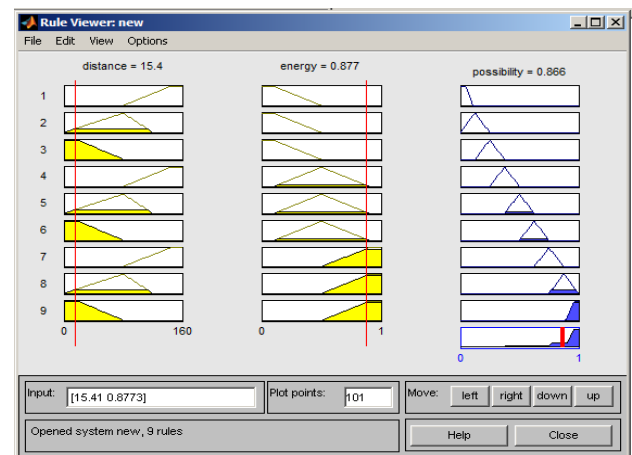 Rule Viewer: new
File Edit View Options
distance = 15.4 energy = 0.877 possibility = 0.866
1
2
3
4
5
6
7
8
9
0 160 0 1
0 1
Input: [15.41 0.8773] Plot points: 101 Move: left right down up
Opened system new, 9 rules Help Close